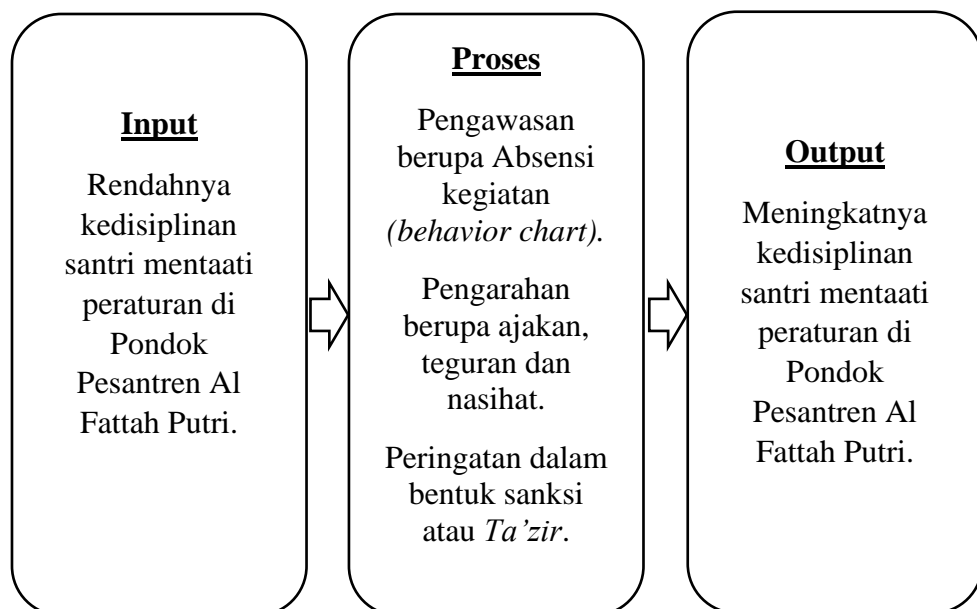 Input
Rendahnya
kedisiplinan
santri mentaati
peraturan di
Pondok
Pesantren Al
Fattah Putri.
Proses
Pengawasan
berupa Absensi
kegiatan
(behavior chart).
Pengarahan
berupa ajakan,
teguran dan
nasihat.
Peringatan dalam
bentuk sanksi
atau Ta’zir.
Output
Meningkatnya
kedisiplinan
santri mentaati
peraturan di
Pondok
Pesantren Al
Fattah Putri.